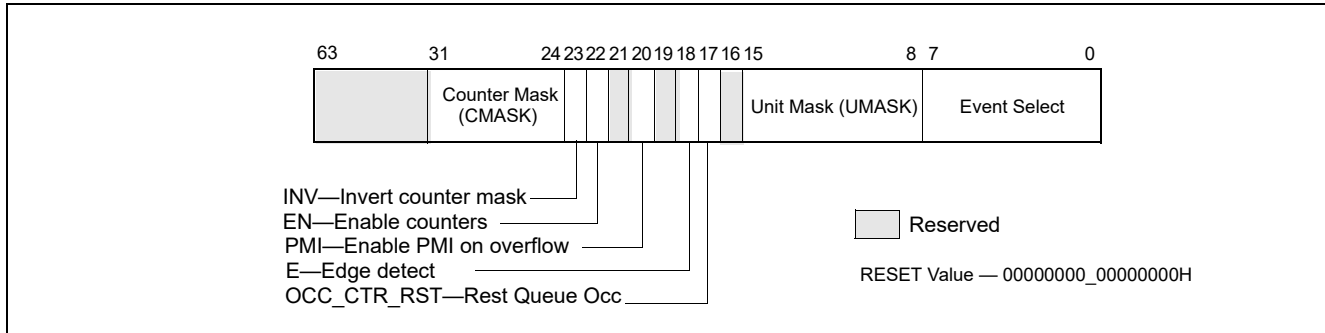 63 31 24 23 22 21 20 19 18 17 16 15 8 7 0
Counter Mask
(CMASK)
Unit Mask (UMASK)
Event Select
INV—Invert counter mask
EN—Enable counters
PMI—Enable PMI on overflow
E—Edge detect
OCC_CTR_RST—Rest Queue Occ
Reserved
RESET Value — 00000000_00000000H